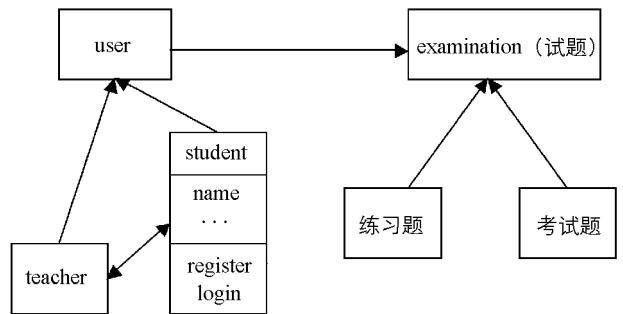 user
examination（试题）
student
name
···
register
login
teacher
练习题
考试题